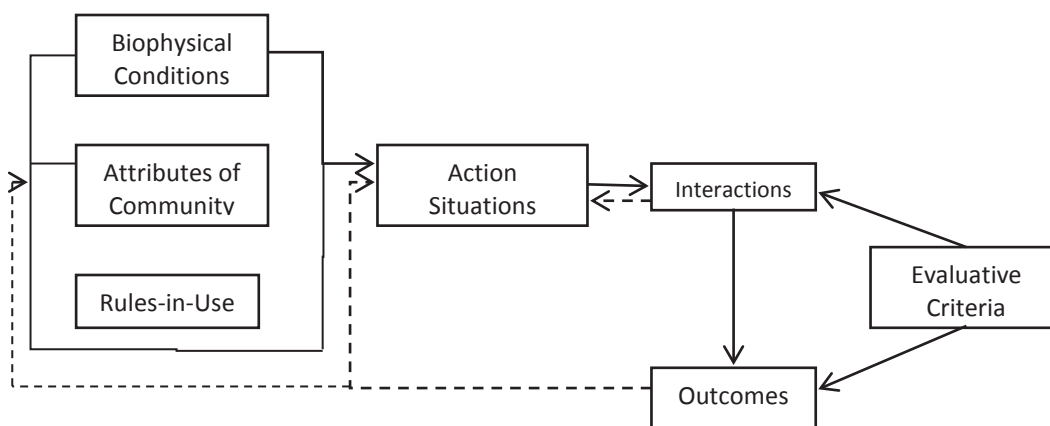 Biophysical
Conditions
Attributes of
Community
Rules-in-Use
Action
Situations
Interactions
Evaluative
Criteria
Outcomes